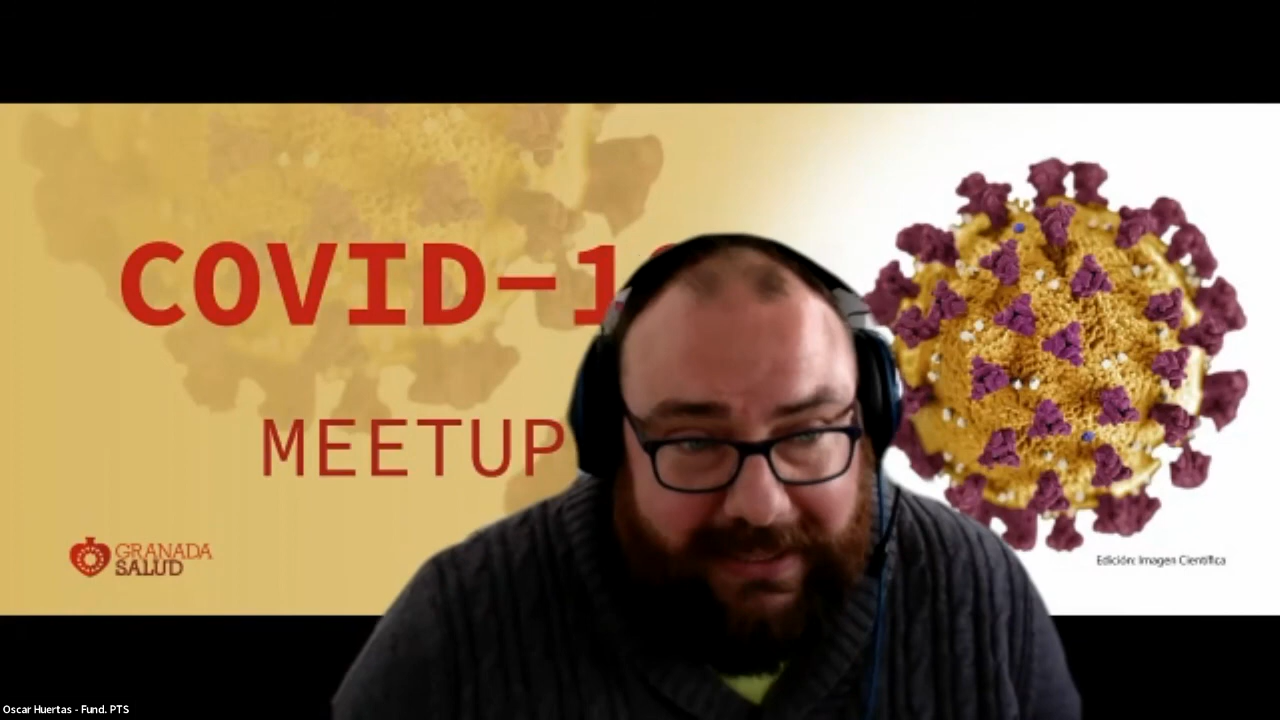 COVID-1
MEETUP
GRANADA
SALUD
Edición: Imagen Científica
Oscar Huertas - Fund. PTS